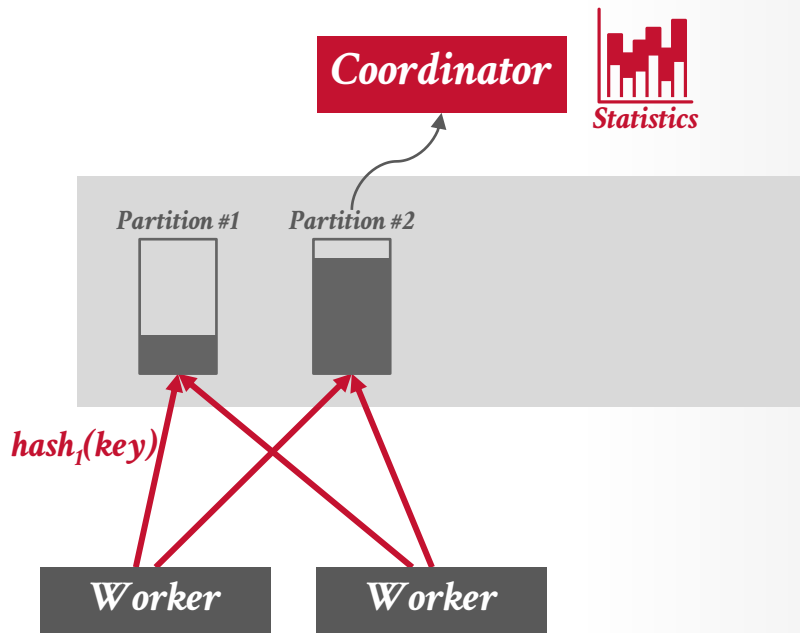 Coordinator
Statistics
Partition #1
Partition #2
hash₁(key)
Worker
Worker